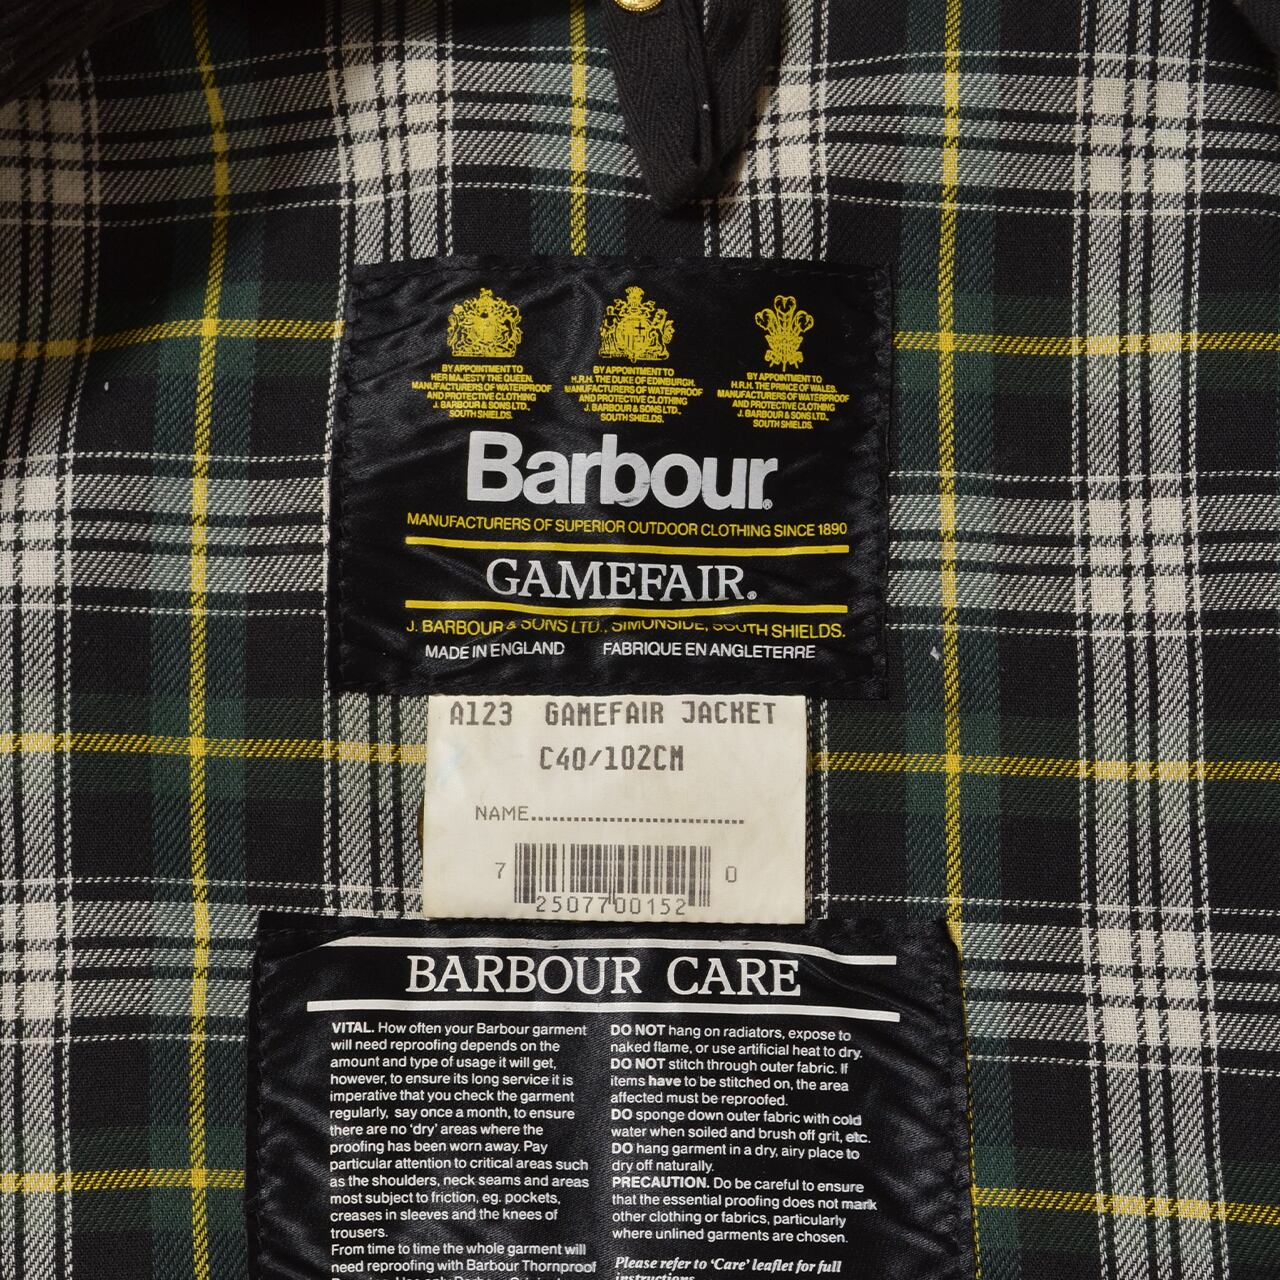 BY APPOINTMENT TO
HER MAJESTY THE QUEEN.
MANUFACTURERS OF WATERPROOF
AND PROTECTIVE CLOTHING
J. BARBOUR & SONS LTD.,
SOUTH SHIELDS.
BY APPOINTMENT TO
H.R.H. THE DUKE OF EDINBURGH.
MANUFACTURERS OF WATERPROOF
AND PROTECTIVE CLOTHING
J. BARBOUR & SONS LTD.,
SOUTH SHIELDS.
BY APPOINTMENT TO
H.R.H. THE PRINCE OF WALES.
MANUFACTURERS OF WATERPROOF
AND PROTECTIVE CLOTHING
J. BARBOUR & SONS LTD.,
SOUTH SHIELDS.
Barbour®
MANUFACTURERS OF SUPERIOR OUTDOOR CLOTHING SINCE 1890
GAMEFAIR®
J. BARBOUR & SONS LTD., SIMONSIDE, SOUTH SHIELDS.
MADE IN ENGLAND FABRIQUE EN ANGLETERRE
A123 GAMEFAIR JACKET
C40/102CM
NAME..............................
7 2507700152 0
BARBOUR CARE
VITAL. How often your Barbour garment
will need reproofing depends on the
amount and type of usage it will get,
however, to ensure its long service it is
imperative that you check the garment
regularly, say once a month, to ensure
there are no 'dry' areas where the
proofing has been worn away. Pay
particular attention to critical areas such
as the shoulders, neck seams and areas
most subject to friction, eg. pockets,
creases in sleeves and the knees of
trousers.
From time to time the whole garment will
need reproofing with Barbour Thornproof
DO NOT hang on radiators, expose to
naked flame, or use artificial heat to dry.
DO NOT stitch through outer fabric. If
items have to be stitched on, the area
affected must be reproofed.
DO sponge down outer fabric with cold
water when soiled and brush off grit, etc.
DO hang garment in a dry, airy place to
dry off naturally.
PRECAUTION. Do be careful to ensure
that the essential proofing does not mark
other clothing or fabrics, particularly
where unlined garments are chosen.
Please refer to 'Care' leaflet for full
instructions